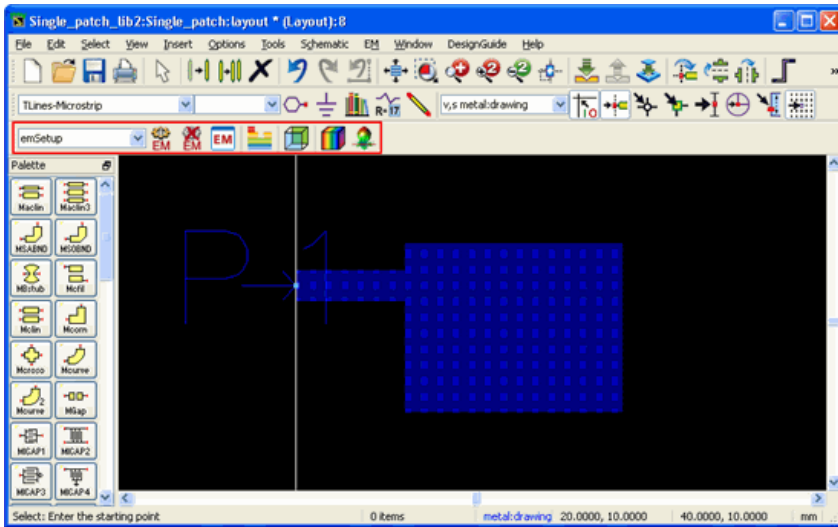 Single_patch_lib2:Single_patch:layout * (Layout):8
File Edit Select View Insert Options Tools Schematic EM Window DesignGuide Help
TLines-Microstrip
v,s metal:drawing
emSetup
EM EM EM
Palette
Maclin Maclin3
MSABND MSOBND
MBstub Mcfil
Mclin Mcorn
Mcroso Mcurve
Mcurve MGap
MICAP1 MICAP2
MICAP3 MICAP4
P 1
Select: Enter the starting point 0 items metal:drawing 20.0000, 10.0000 40.0000, 10.0000 mm